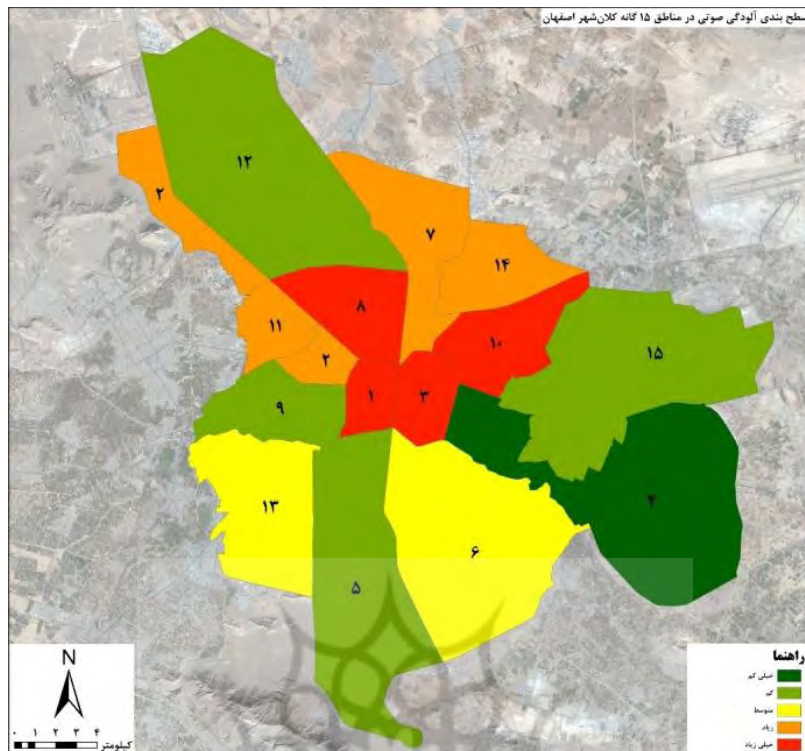 سطح بندی آلودگی صوتی در مناطق ۱۵ گانه کلان‌شهر اصفهان
۱۲
۲
۷
۱۴
۸
۱۱
۱۰
۲
۱۵
۱
۳
۹
۴
۱۳
۶
۵
N
۰ ۱ ۲ ۳ ۴
کیلومتر
راهنما
خیلی کم
کم
متوسط
زیاد
خیلی زیاد